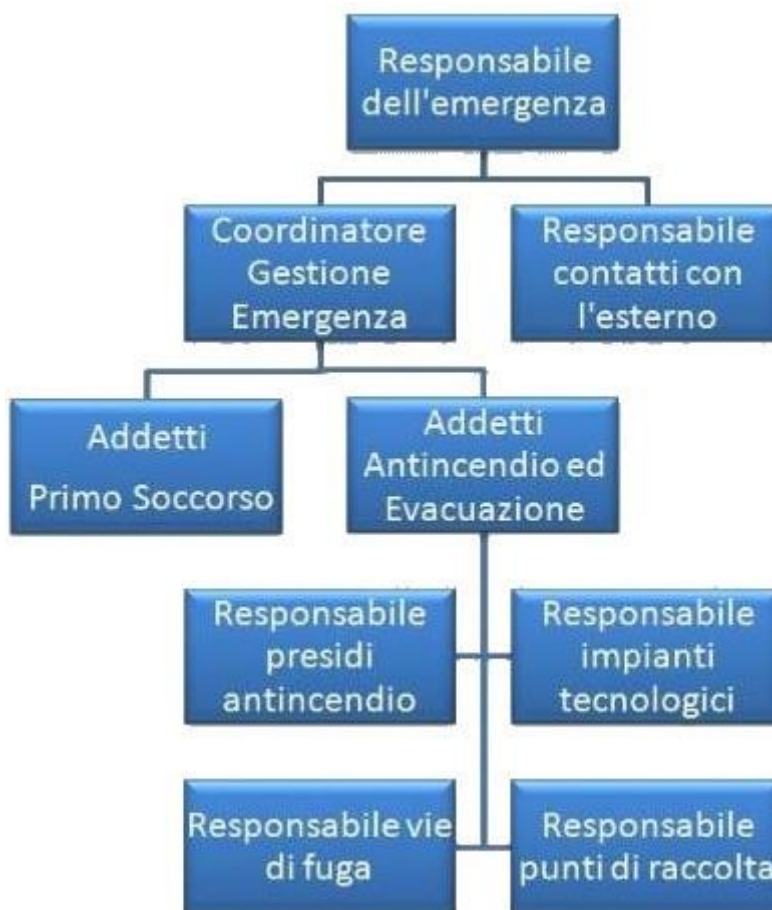 Responsabile
dell'emergenza
Coordinatore
Gestione
Emergenza
Responsabile
contatti con
l'esterno
Addetti
Primo Soccorso
Addetti
Antincendio ed
Evacuazione
Responsabile
presidi
antincendio
Responsabile
impianti
tecnologici
Responsabile vie
di fuga
Responsabile
punti di raccolta